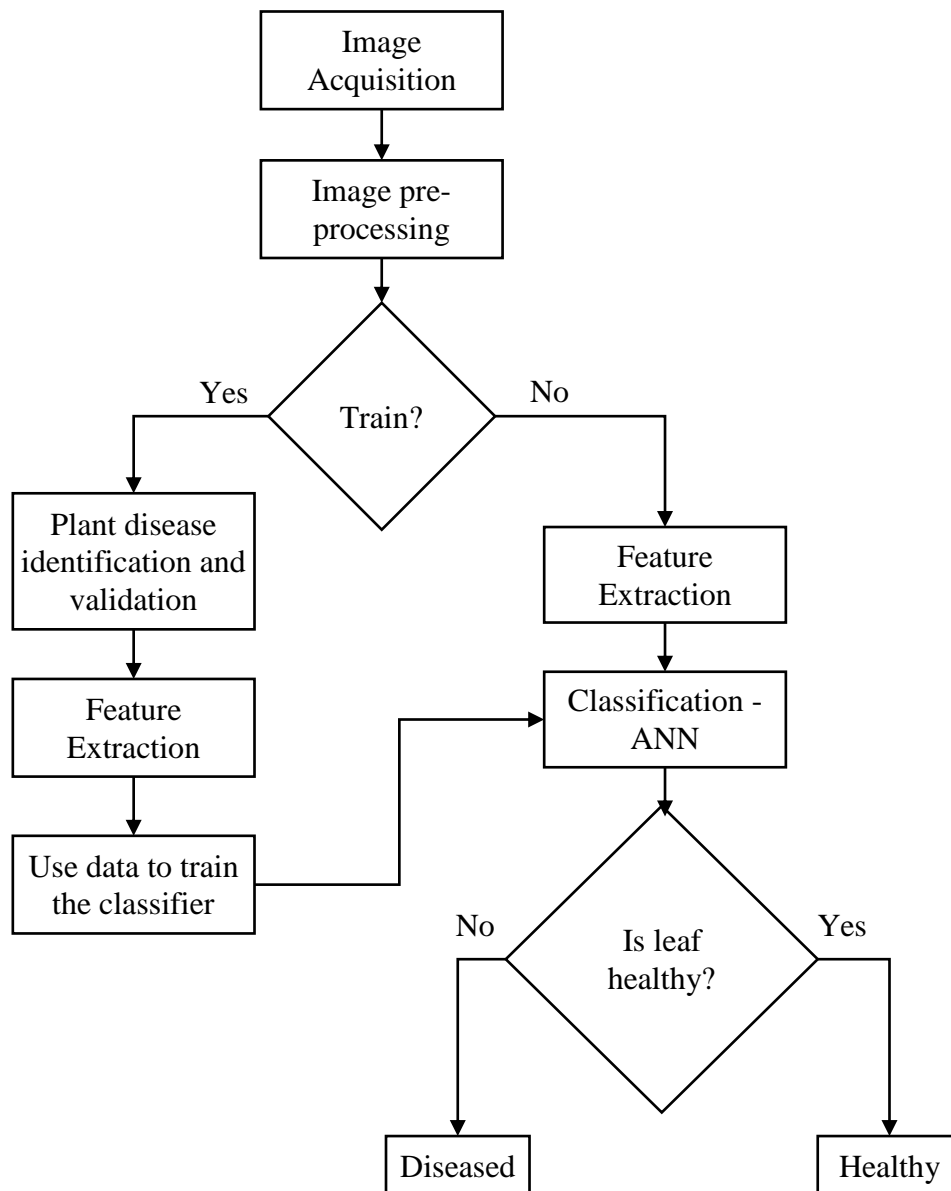 Image
Acquisition
Image pre-
processing
Train?
Yes
No
Plant disease
identification and
validation
Feature
Extraction
Use data to train
the classifier
Feature
Extraction
Classification -
ANN
Is leaf
healthy?
No
Yes
Diseased
Healthy